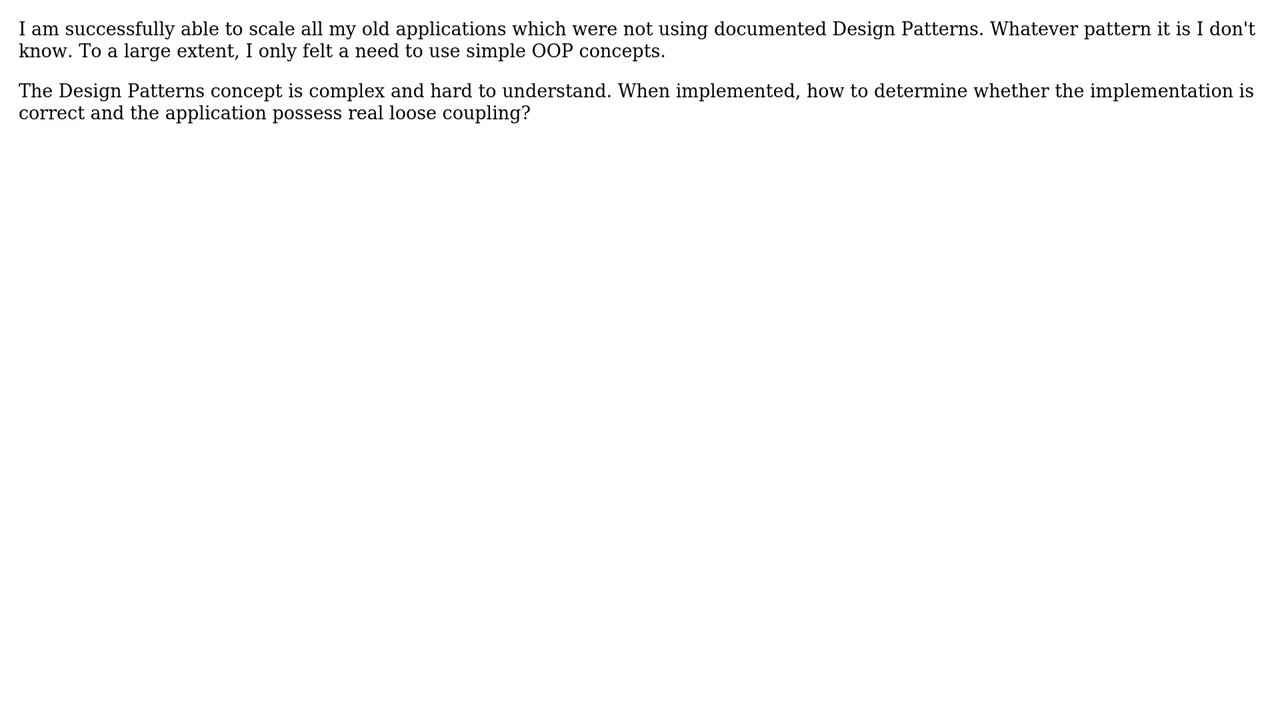 I am successfully able to scale all my old applications which were not using documented Design Patterns. Whatever pattern it is I don't
know. To a large extent, I only felt a need to use simple OOP concepts.
The Design Patterns concept is complex and hard to understand. When implemented, how to determine whether the implementation is
correct and the application possess real loose coupling?